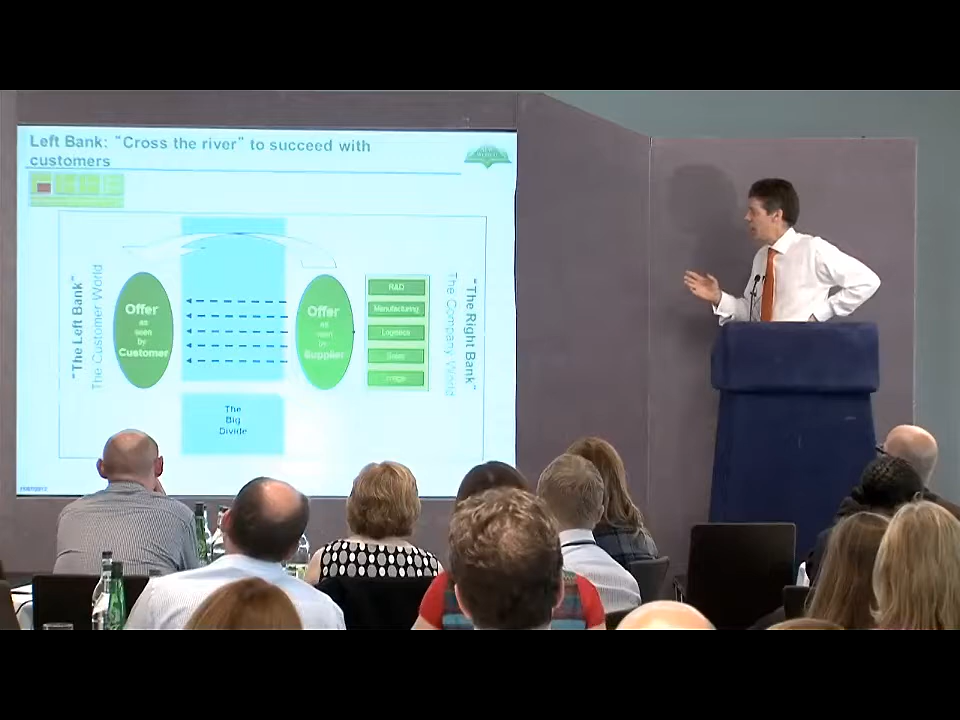 Left Bank: "Cross the river" to succeed with
customers
"The Left Bank"
The Customer World
Offer
as
seen
by
Customer
Offer
as
seen
by
Supplier
R&D
Manufacturing
Logistics
Sales
Image
"The Right Bank"
The Company World
The
Big
Divide